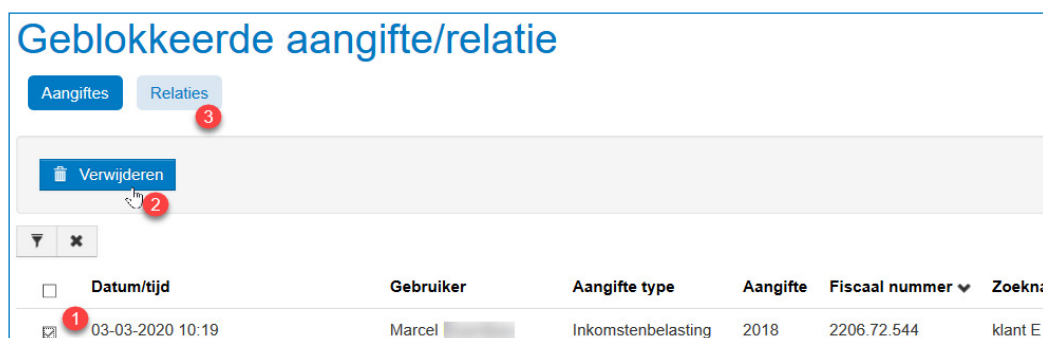 Geblokkeerde aangifte/relatie
Aangiftes Relaties
3
Verwijderen
2
Datum/tijd Gebruiker Aangifte type Aangifte Fiscaal nummer Zoekna
1 03-03-2020 10:19 Marcel Inkomstenbelasting 2018 2206.72.544 klant E